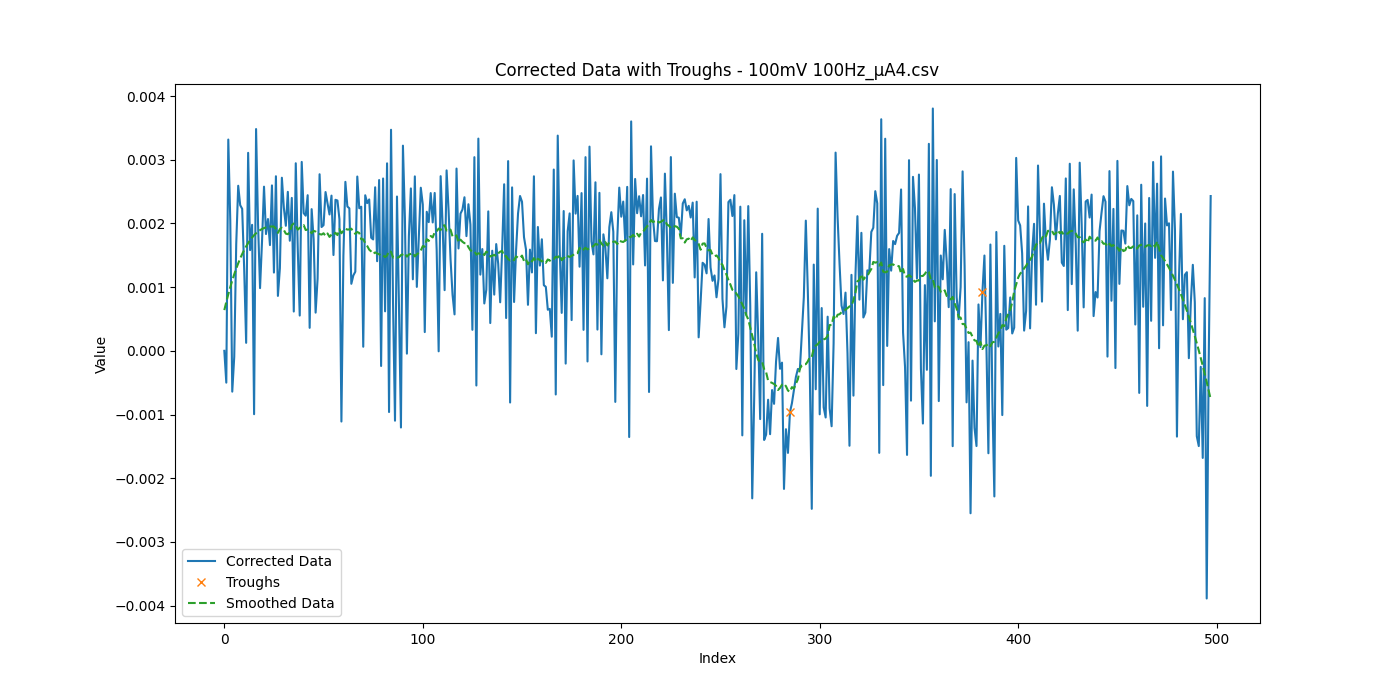 Corrected Data with Troughs - 100mV 100Hz_µA4.csv
0.004
0.003
0.002
0.001
0.000
−0.001
−0.002
−0.003
−0.004
Value
Corrected Data
Troughs
Smoothed Data
0
100
200
300
400
500
Index